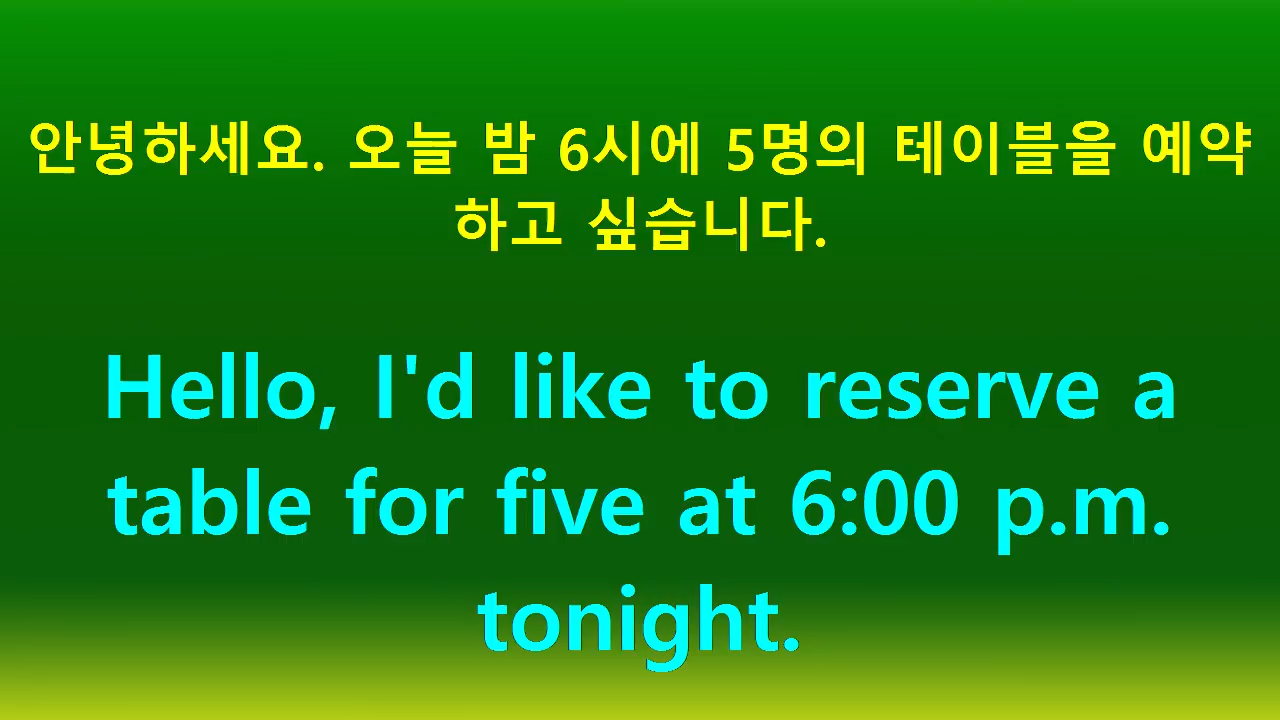 안녕하세요. 오늘 밤 6시에 5명의 테이블을 예약
하고 싶습니다.
Hello, I'd like to reserve a
table for five at 6:00 p.m.
tonight.